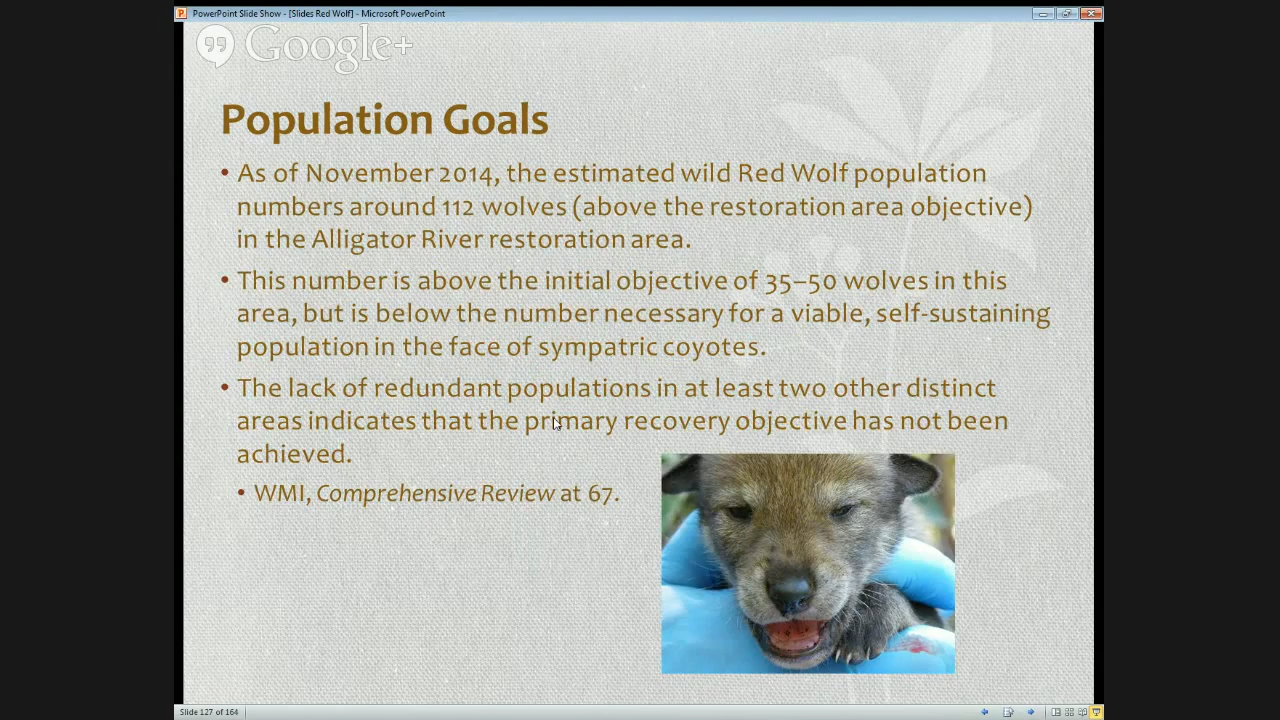 PowerPoint Slide Show - [Slides Red Wolf] - Microsoft PowerPoint
Google+
Population Goals
• As of November 2014, the estimated wild Red Wolf population
numbers around 112 wolves (above the restoration area objective)
in the Alligator River restoration area.
• This number is above the initial objective of 35–50 wolves in this
area, but is below the number necessary for a viable, self-sustaining
population in the face of sympatric coyotes.
• The lack of redundant populations in at least two other distinct
areas indicates that the primary recovery objective has not been
achieved.
• WMI, Comprehensive Review at 67.
Slide 127 of 164